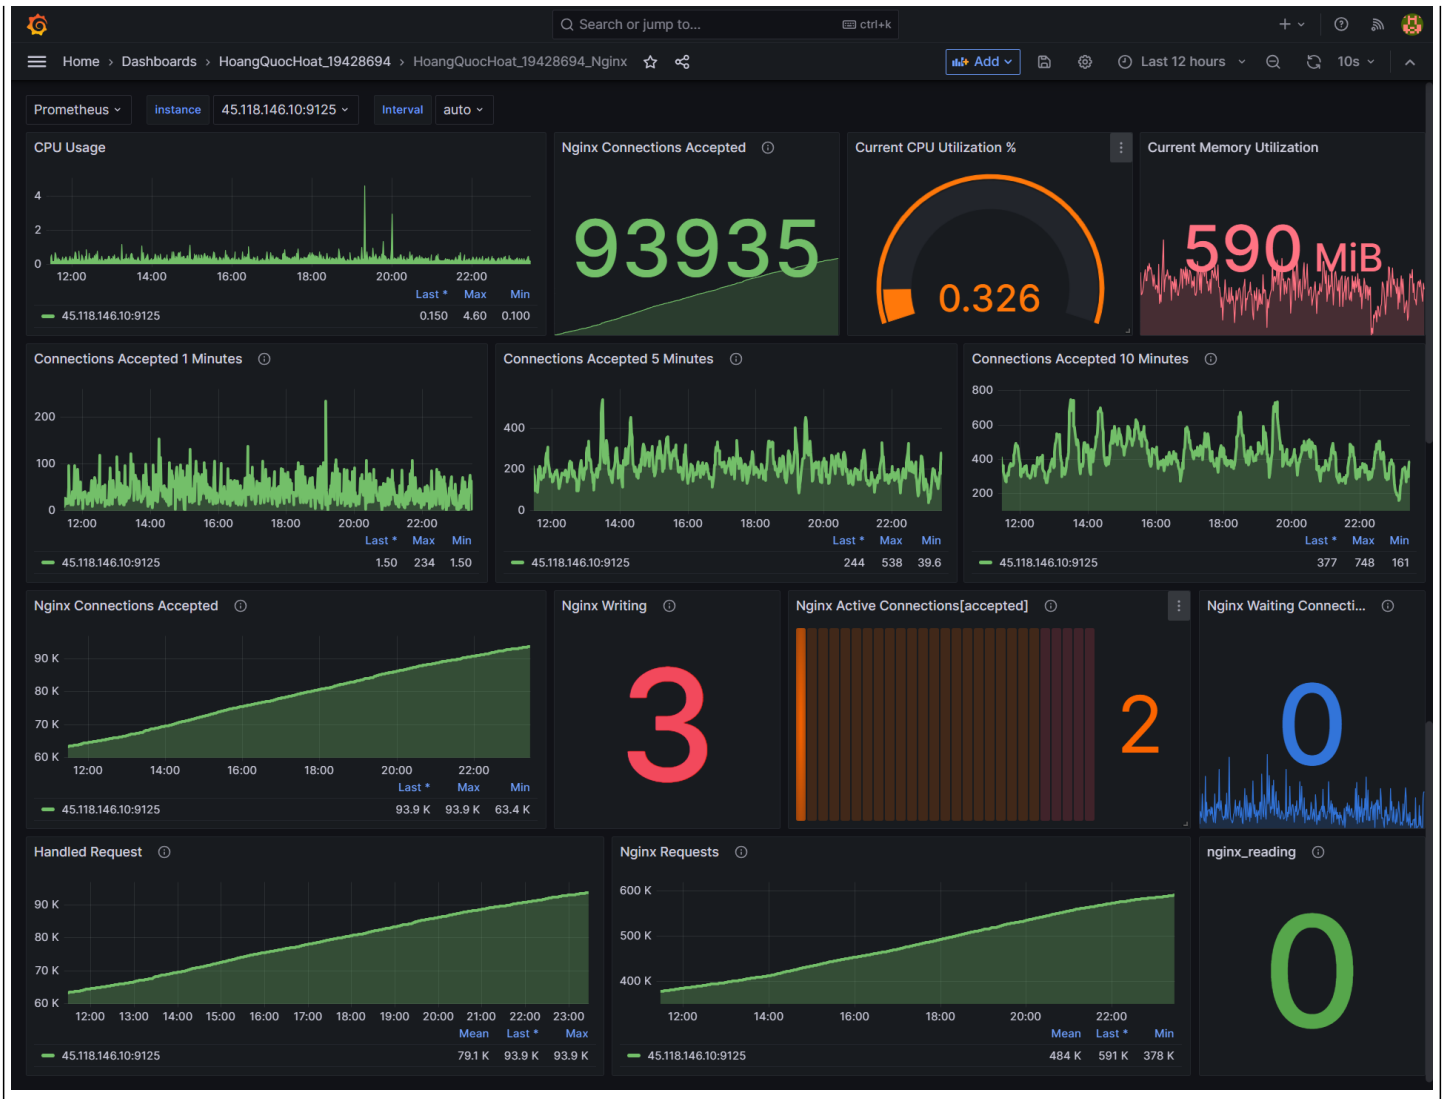 Search or jump to... ctrl+k
Home › Dashboards › HoangQuocHoat_19428694 › HoangQuocHoat_19428694_Nginx Add Last 12 hours 10s
Prometheus instance 45.118.146.10:9125 Interval auto
CPU Usage
4
2
0
12:00 14:00 16:00 18:00 20:00 22:00
Last * Max Min
45.118.146.10:9125 0.150 4.60 0.100
Nginx Connections Accepted
93935
Current CPU Utilization %
0.326
Current Memory Utilization
590 MiB
Connections Accepted 1 Minutes
200
100
0
12:00 14:00 16:00 18:00 20:00 22:00
Last * Max Min
45.118.146.10:9125 1.50 234 1.50
Connections Accepted 5 Minutes
400
200
0
12:00 14:00 16:00 18:00 20:00 22:00
Last * Max Min
45.118.146.10:9125 244 538 39.6
Connections Accepted 10 Minutes
800
600
400
200
12:00 14:00 16:00 18:00 20:00 22:00
Last * Max Min
45.118.146.10:9125 377 748 161
Nginx Connections Accepted
90 K
80 K
70 K
60 K
12:00 14:00 16:00 18:00 20:00 22:00
Last * Max Min
45.118.146.10:9125 93.9 K 93.9 K 63.4 K
Nginx Writing
3
Nginx Active Connections[accepted]
2
Nginx Waiting Connecti...
0
Handled Request
90 K
80 K
70 K
60 K
12:00 13:00 14:00 15:00 16:00 17:00 18:00 19:00 20:00 21:00 22:00 23:00
Mean Last * Max
45.118.146.10:9125 79.1 K 93.9 K 93.9 K
Nginx Requests
600 K
500 K
400 K
12:00 14:00 16:00 18:00 20:00 22:00
Mean Last * Min
45.118.146.10:9125 484 K 591 K 378 K
nginx_reading
0